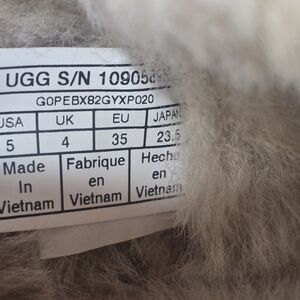 UGG S/N
G0PEBX82GYXP020
USA UK EU JAPAN
5 4 35 23.5
Made Fabrique Hecho
In en en
Vietnam Vietnam Vietnam